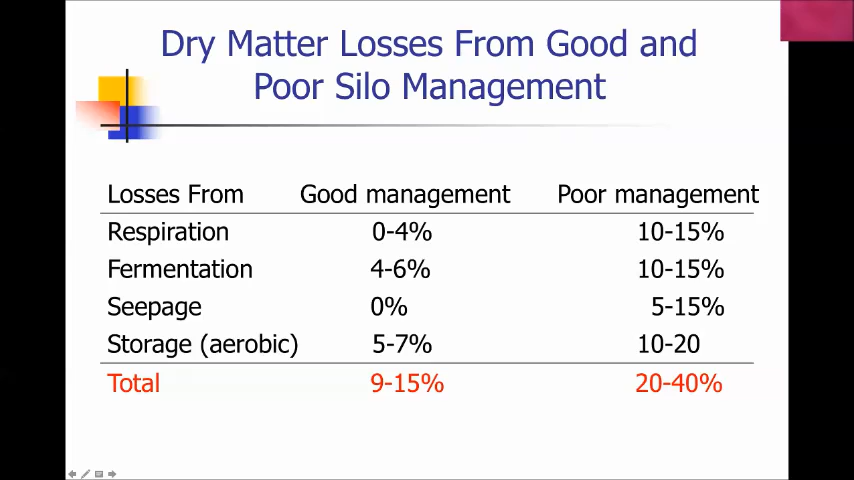 Dry Matter Losses From Good and
Poor Silo Management
Losses From Good management Poor management
Respiration 0-4% 10-15%
Fermentation 4-6% 10-15%
Seepage 0% 5-15%
Storage (aerobic) 5-7% 10-20
Total 9-15% 20-40%